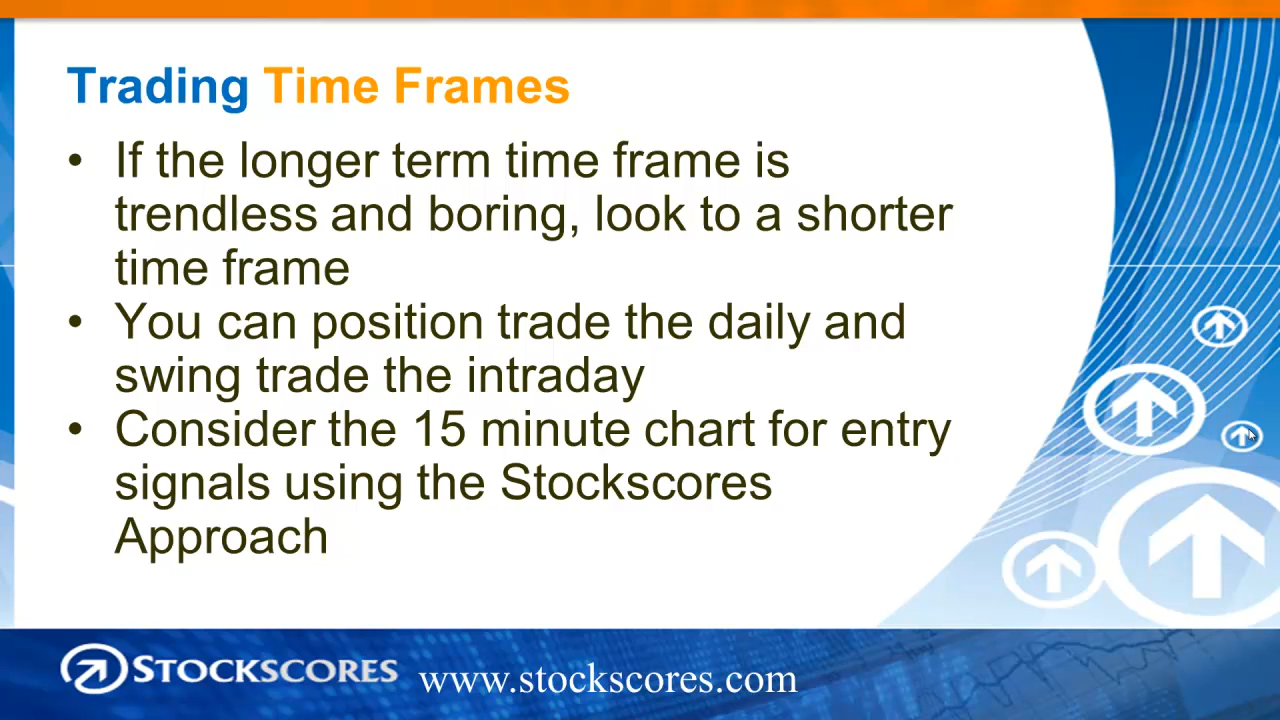 Trading Time Frames
• If the longer term time frame is
trendless and boring, look to a shorter
time frame
• You can position trade the daily and
swing trade the intraday
• Consider the 15 minute chart for entry
signals using the Stockscores
Approach
STOCKSCORES www.stockscores.com